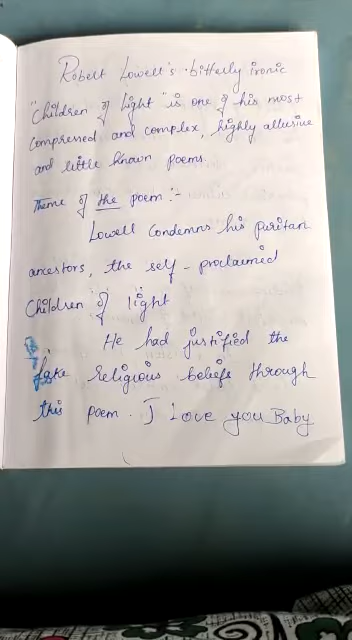 Robert Lowell's bitterly ironic
"Children of Light" is one of his most
compressed and complex, highly allusive
and little known poems.
Theme of the poem :-
Lowell Condemns his puritan
ancestors, the self - proclaimed
Children of light
He had justified the
fake religious beliefs through
this poem. I Love you Baby